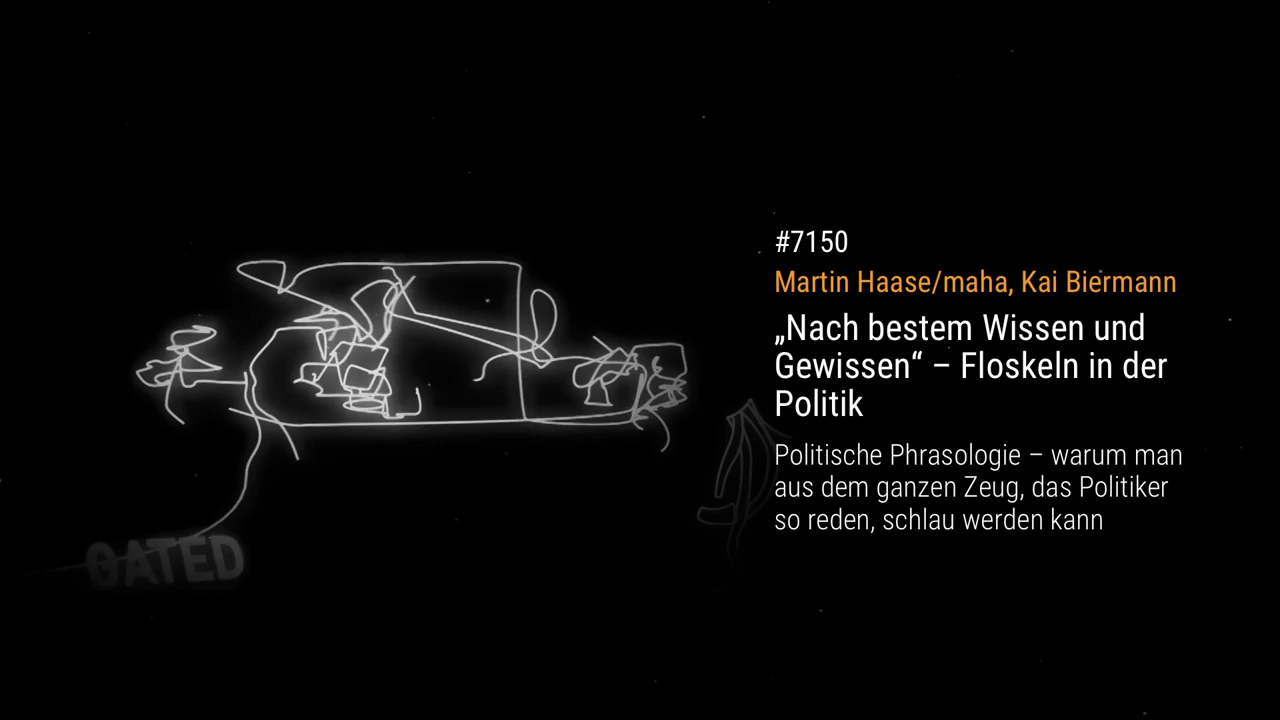 #7150
Martin Haase/maha, Kai Biermann
„Nach bestem Wissen und
Gewissen“ – Floskeln in der
Politik
Politische Phrasologie – warum man
aus dem ganzen Zeug, das Politiker
so reden, schlau werden kann
GATED